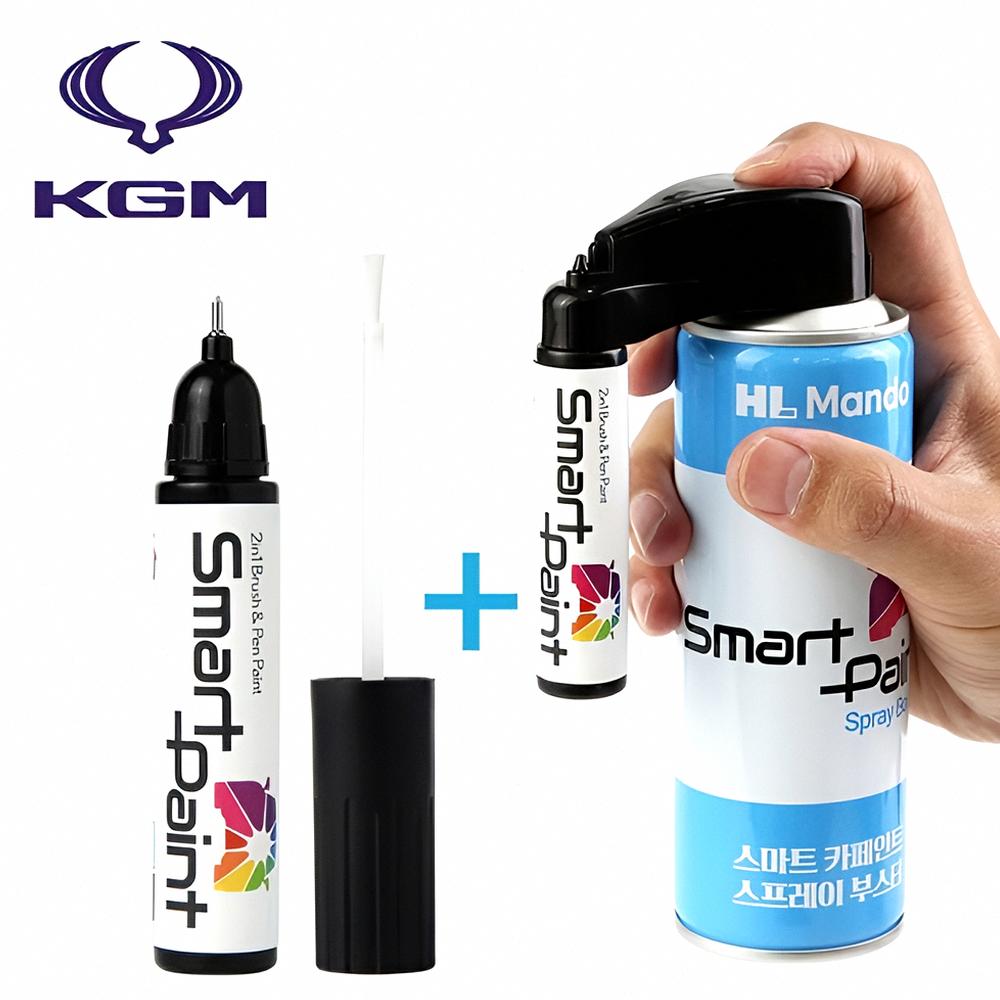 KGM
2in1 Brush & Pen Paint
Smart
Paint
2in1 Brush & Pen Paint
Smart
Paint
HL Mando
Smart
Pain
Spray Bo
스마트 카페인트
스프레이 부스터